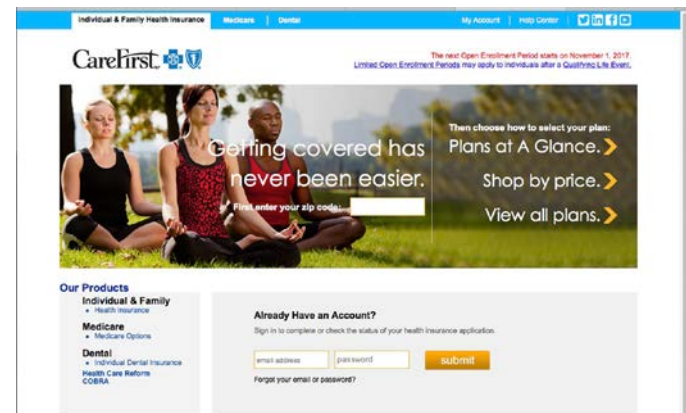 Individual & Family Health Insurance
Medicare
Dental
My Account
Help Center
CareFirst
The next Open Enrollment Period starts on November 1, 2017.
Limited Open Enrollment Periods may apply to individuals after a Qualifying Life Event.
Getting covered has
never been easier.
First enter your zip code:
Then choose how to select your plan:
Plans at A Glance.
Shop by price.
View all plans.
Our Products
Individual & Family
Health Insurance
Medicare
Medicare Options
Dental
Individual Dental Insurance
Health Care Reform
COBRA
Already Have an Account?
Sign in to complete or check the status of your health insurance application.
email address
password
submit
Forgot your email or password?